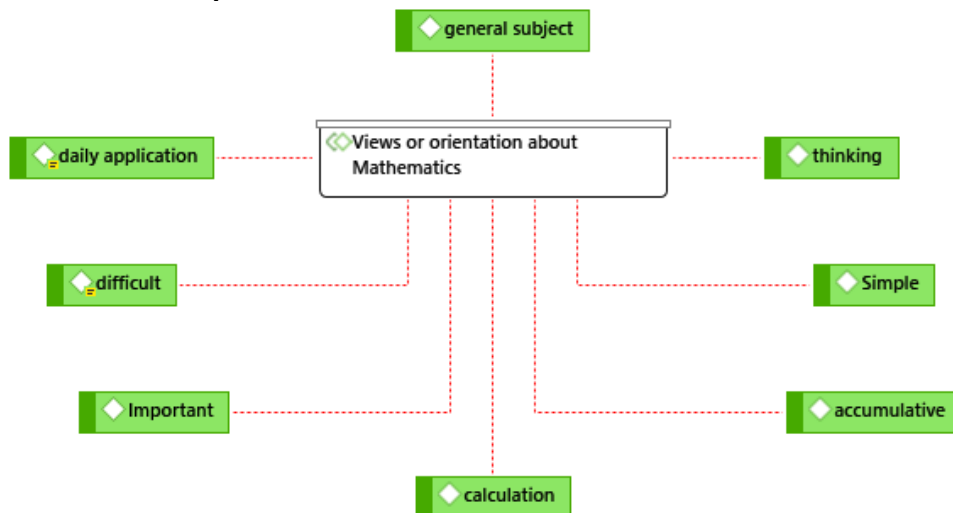 general subject
Views or orientation about
Mathematics
daily application
thinking
difficult
Simple
Important
accumulative
calculation